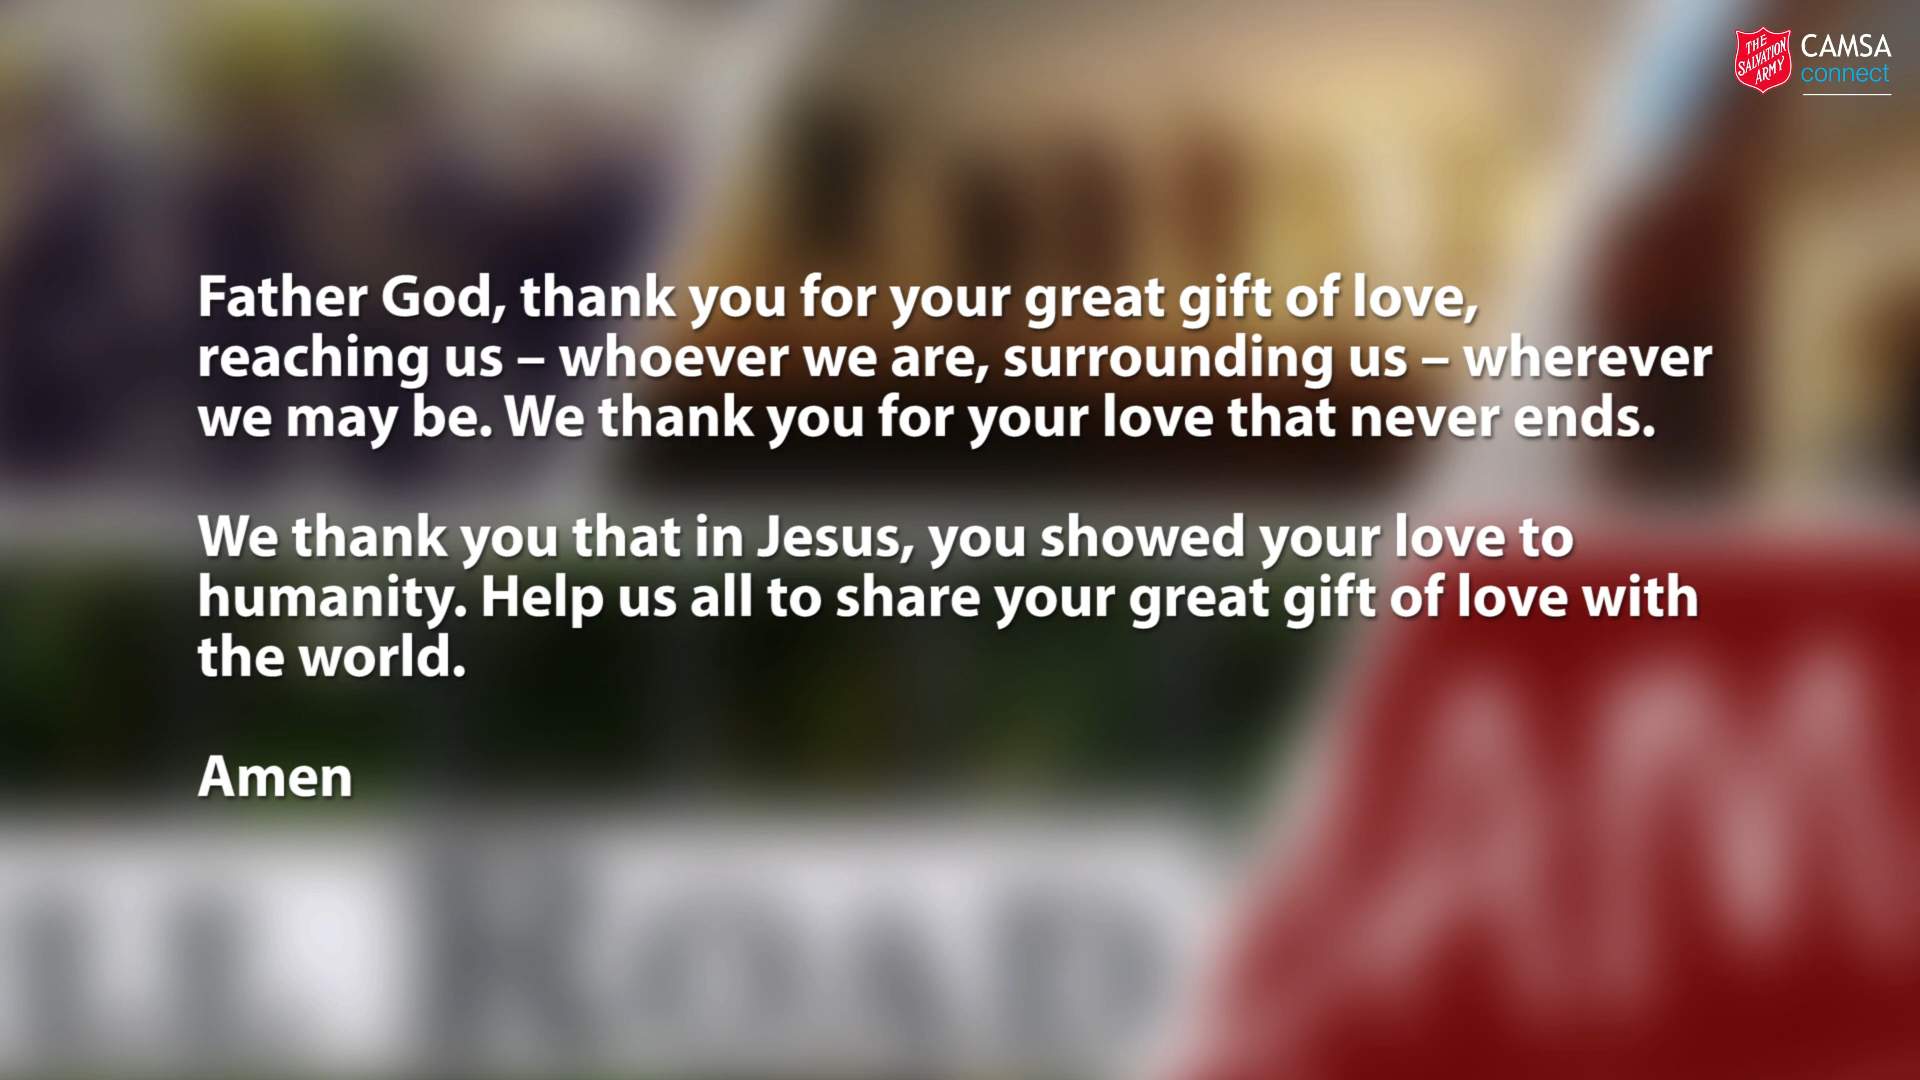 THE
SALVATION
ARMY
CAMSA
connect
Father God, thank you for your great gift of love,
reaching us – whoever we are, surrounding us – wherever
we may be. We thank you for your love that never ends.
We thank you that in Jesus, you showed your love to
humanity. Help us all to share your great gift of love with
the world.
Amen